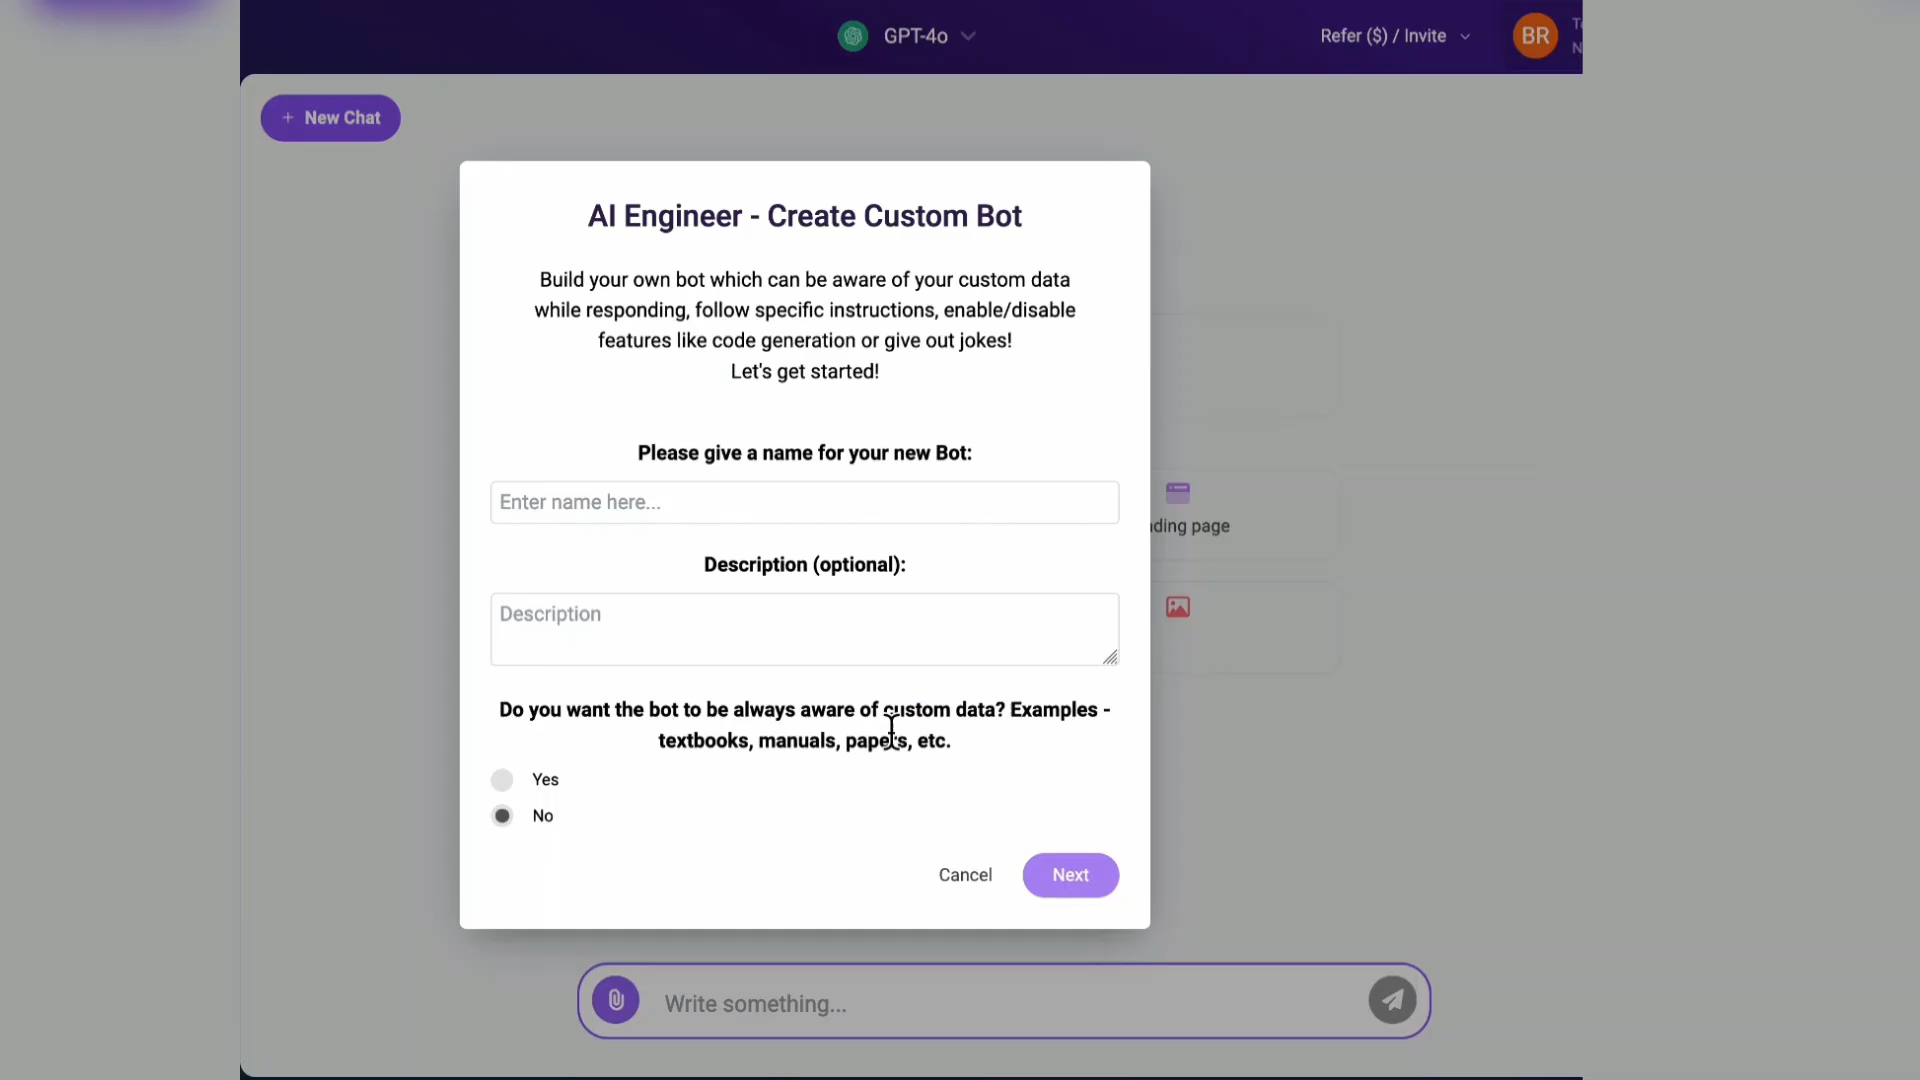 GPT-4o
Refer ($) / Invite
BR
+ New Chat
AI Engineer - Create Custom Bot
Build your own bot which can be aware of your custom data
while responding, follow specific instructions, enable/disable
features like code generation or give out jokes!
Let's get started!
Please give a name for your new Bot:
Enter name here...
ding page
Description (optional):
Description
Do you want the bot to be always aware of custom data? Examples -
textbooks, manuals, papers, etc.
Yes
No
Cancel
Next
Write something...